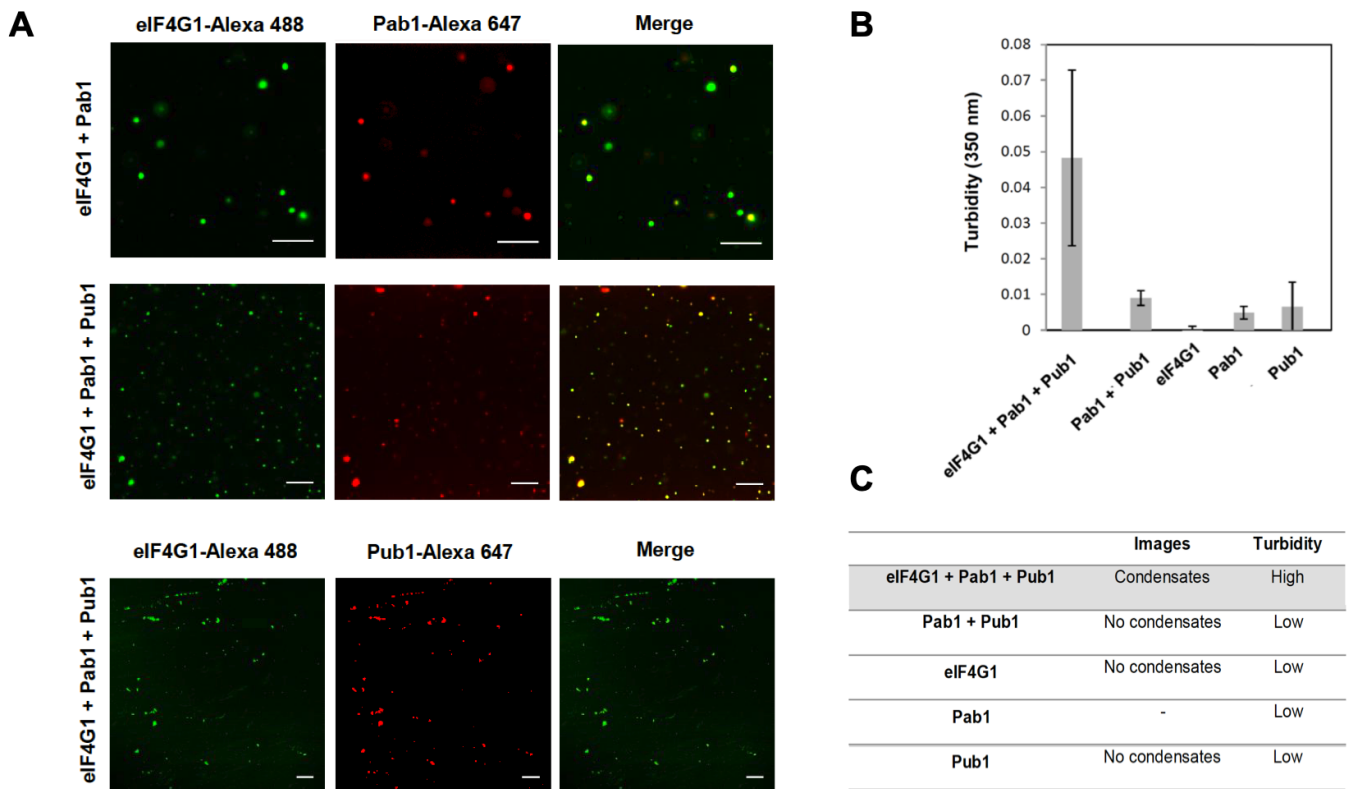 A
eIF4G1-Alexa 488 Pab1-Alexa 647 Merge
eIF4G1 + Pab1
eIF4G1 + Pab1 + Pub1
eIF4G1-Alexa 488 Pub1-Alexa 647 Merge
eIF4G1 + Pab1 + Pub1
B
Turbidity (350 nm)
0.08
0.07
0.06
0.05
0.04
0.03
0.02
0.01
0
eIF4G1 + Pab1 + Pub1
Pab1 + Pub1
eIF4G1
Pab1
Pub1
C
Images Turbidity
eIF4G1 + Pab1 + Pub1 Condensates High
Pab1 + Pub1 No condensates Low
eIF4G1 No condensates Low
Pab1 - Low
Pub1 No condensates Low